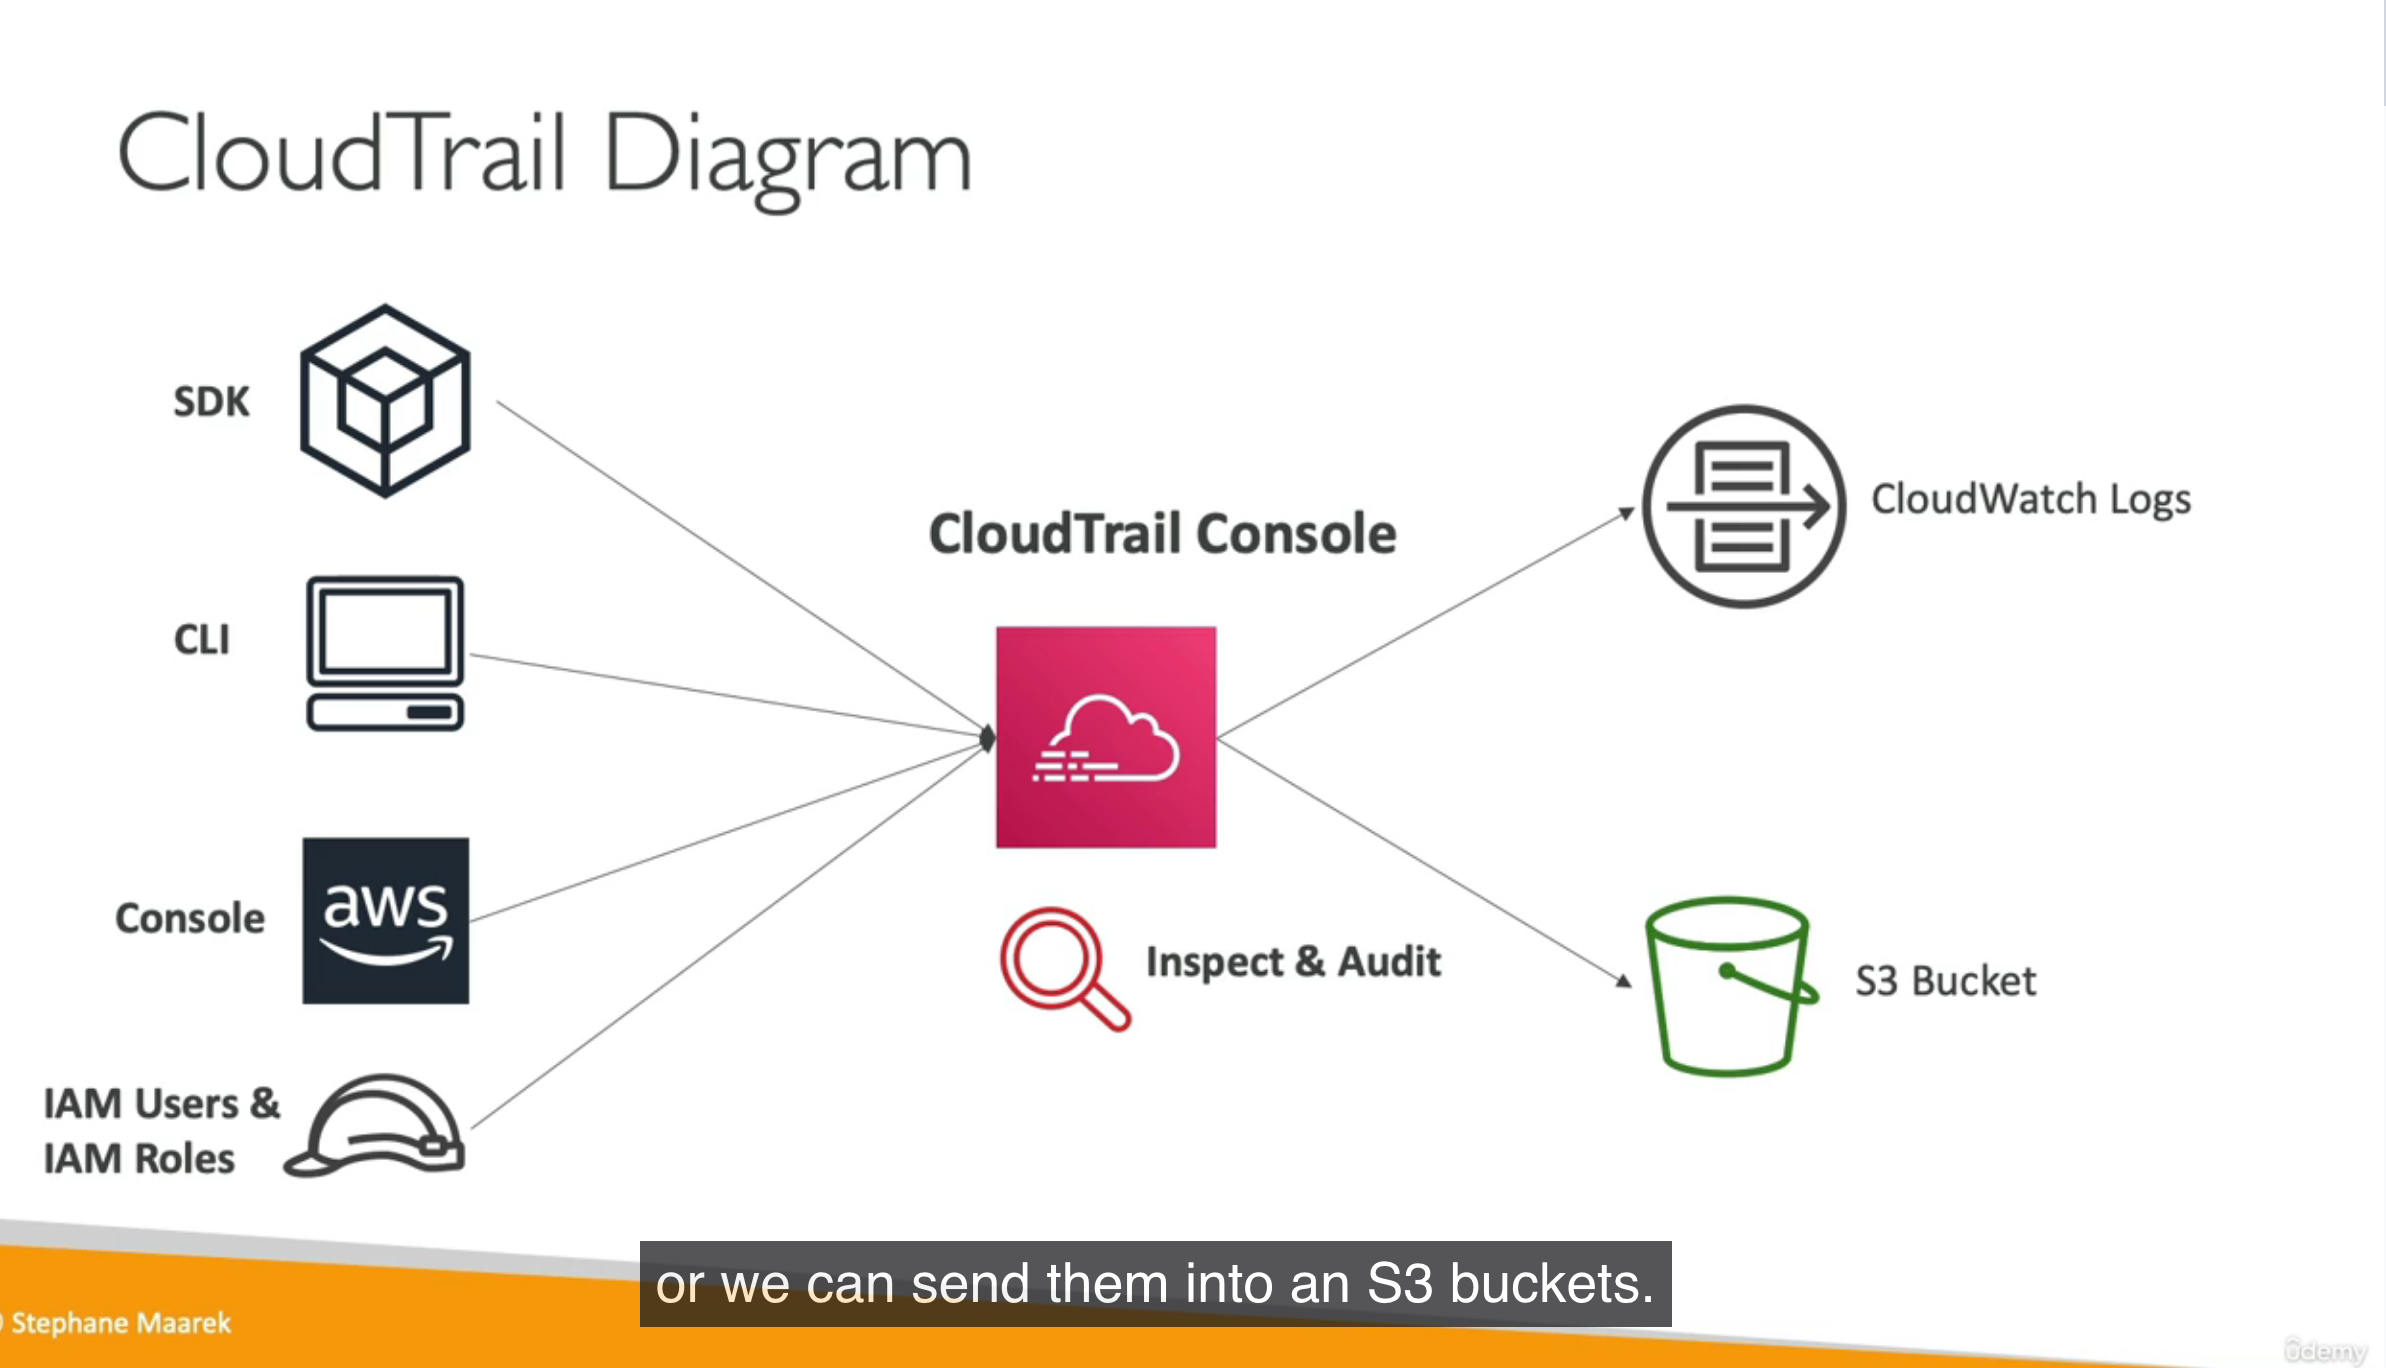 CloudTrail Diagram
SDK
CLI
Console
aws
IAM Users &
IAM Roles
CloudTrail Console
Inspect & Audit
CloudWatch Logs
S3 Bucket
or we can send them into an S3 buckets.
© Stephane Maarek
ûdemy